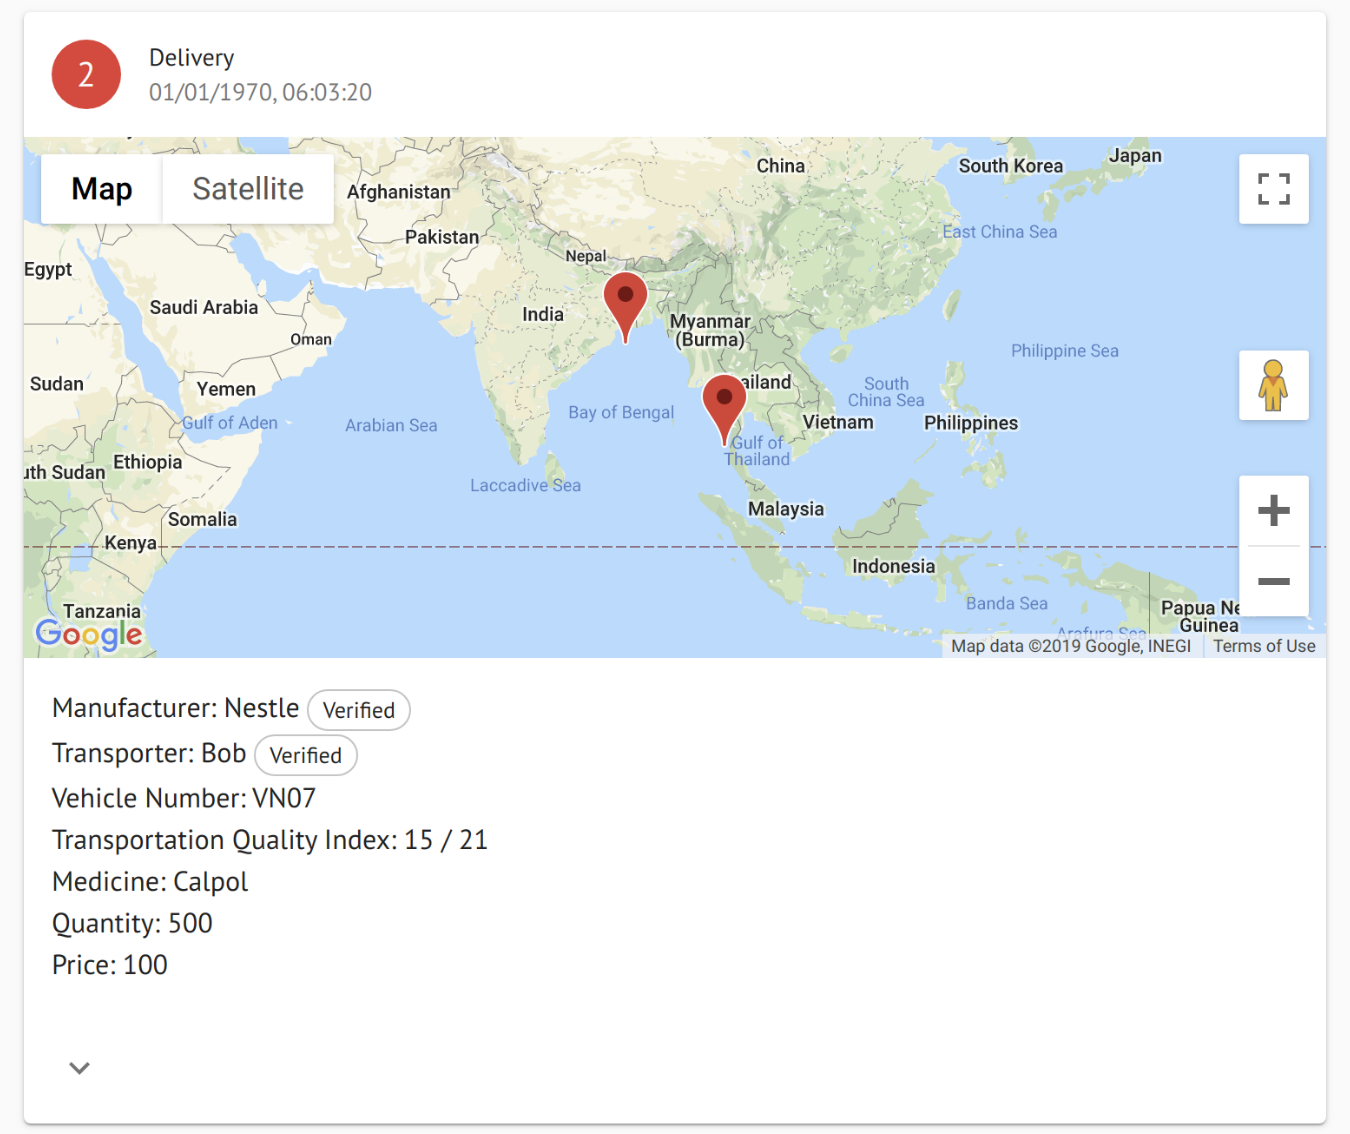 2
Delivery
01/01/1970, 06:03:20
Map
Satellite
Afghanistan
China
South Korea
Japan
Pakistan
East China Sea
Nepal
Egypt
Saudi Arabia
India
Oman
Myanmar
(Burma)
Philippine Sea
Sudan
Yemen
ailand
South
China Sea
Gulf of Aden
Arabian Sea
Bay of Bengal
Vietnam
Philippines
Gulf of
Thailand
Ethiopia
uth Sudan
Laccadive Sea
Malaysia
Somalia
Kenya
Indonesia
Banda Sea
Tanzania
Papua Ne
Guinea
Arafura Sea
Google
Map data ©2019 Google, INEGI
Terms of Use
Manufacturer: Nestle Verified
Transporter: Bob Verified
Vehicle Number: VN07
Transportation Quality Index: 15 / 21
Medicine: Calpol
Quantity: 500
Price: 100